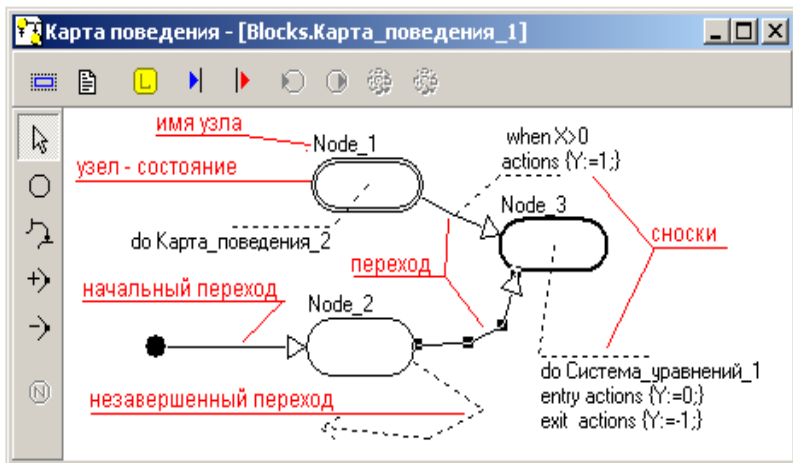 Карта поведения - [Blocks.Карта_поведения_1]
L
имя узла
Node_1
when X>0
actions {Y:=1;}
узел - состояние
Node_3
do Карта_поведения_2
сноски
переход
начальный переход
Node_2
do Система_уравнений_1
entry actions {Y:=0;}
exit actions {Y:=-1;}
незавершенный переход
N